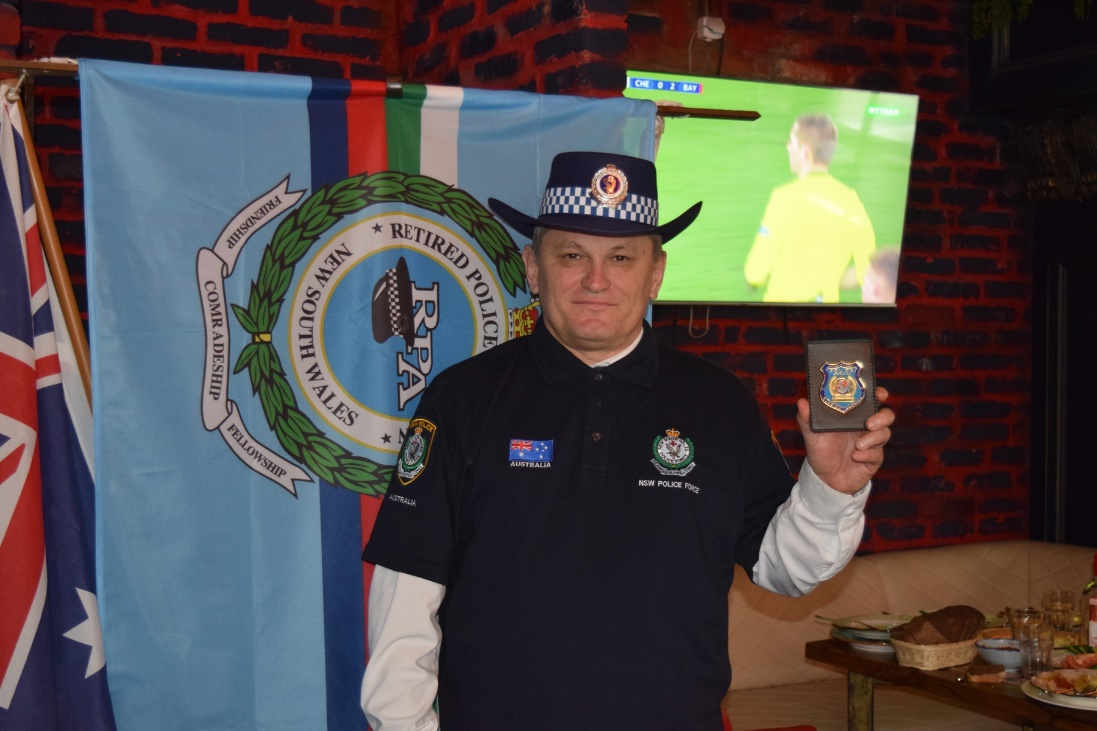 CHE 0 2 BAY
FRIENDSHIP
COMRADESHIP
FELLOWSHIP
RETIRED POLICE
NEW SOUTH WALES
RPA
AUSTRALIA
AUSTRALIA
NSW POLICE FORCE